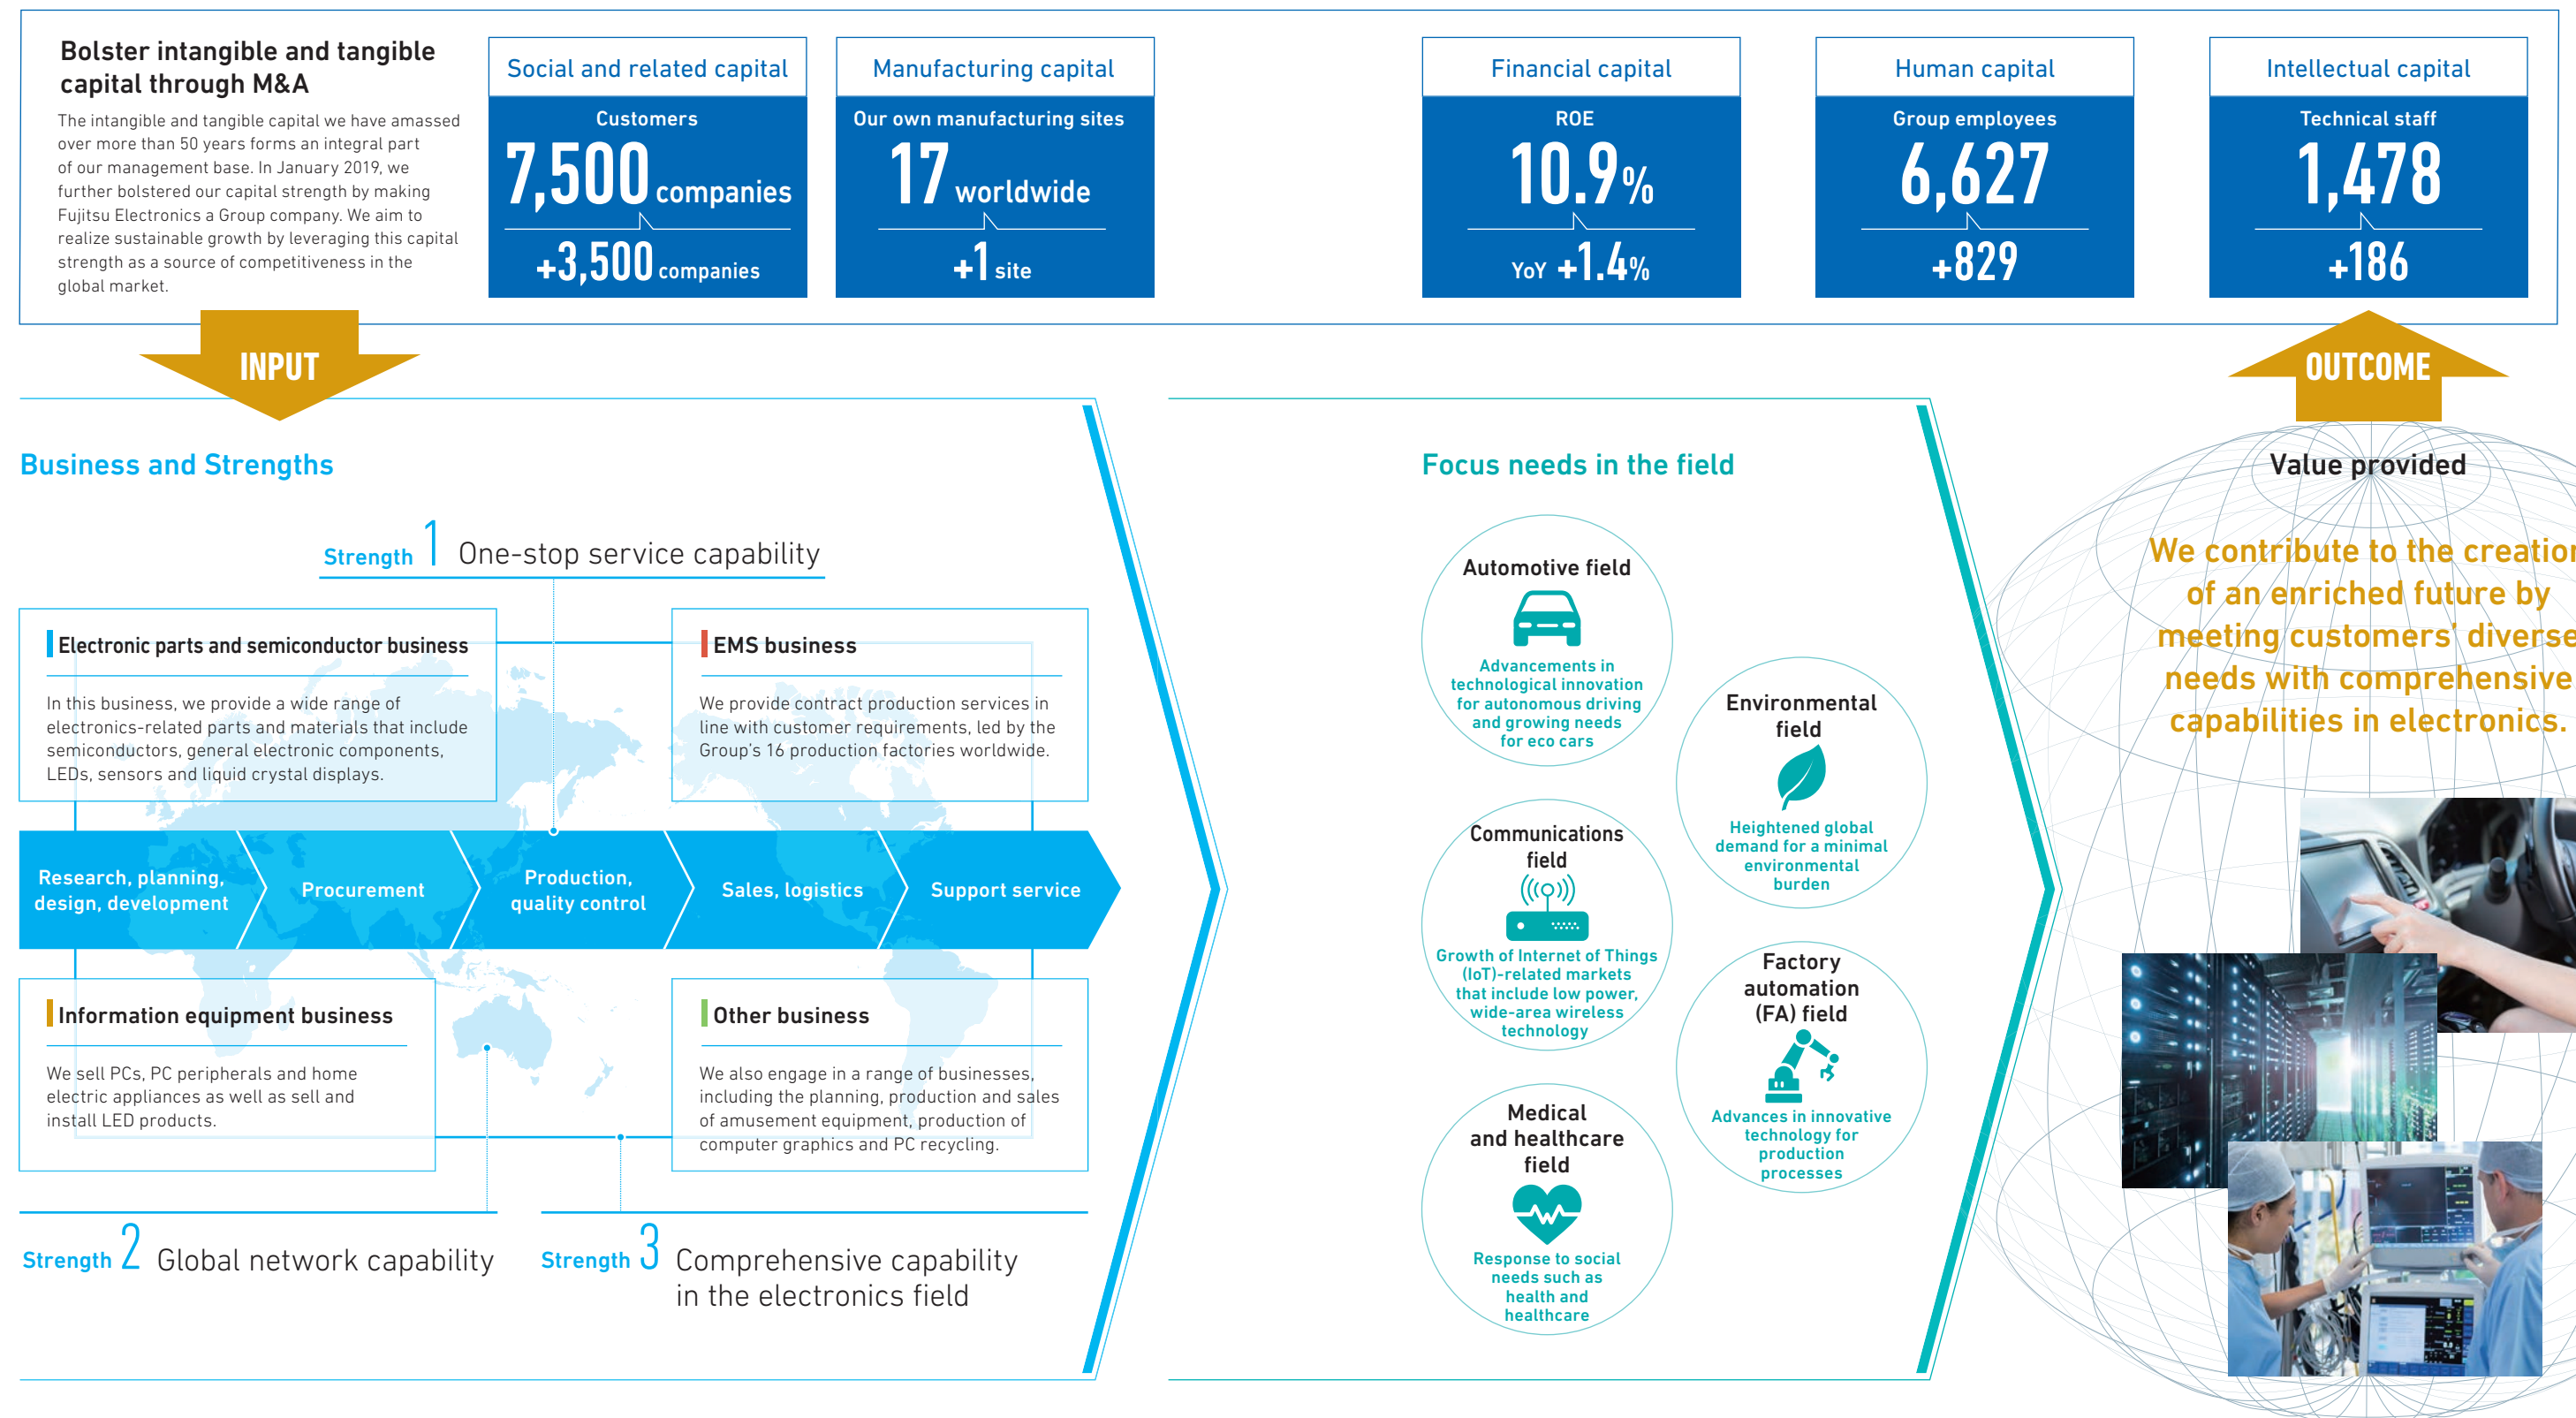 Bolster intangible and tangible
capital through M&A
The intangible and tangible capital we have amassed
over more than 50 years forms an integral part
of our management base. In January 2019, we
further bolstered our capital strength by making
Fujitsu Electronics a Group company. We aim to
realize sustainable growth by leveraging this capital
strength as a source of competitiveness in the
global market.
Social and related capital
Customers
7,500 companies
+3,500 companies
Manufacturing capital
Our own manufacturing sites
17 worldwide
+1 site
Financial capital
ROE
10.9%
YoY +1.4%
Human capital
Group employees
6,627
+829
Intellectual capital
Technical staff
1,478
+186
INPUT
OUTCOME
Business and Strengths
Strength 1 One-stop service capability
Electronic parts and semiconductor business
In this business, we provide a wide range of
electronics-related parts and materials that include
semiconductors, general electronic components,
LEDs, sensors and liquid crystal displays.
EMS business
We provide contract production services in
line with customer requirements, led by the
Group's 16 production factories worldwide.
Research, planning,
design, development
Procurement
Production,
quality control
Sales, logistics
Support service
Information equipment business
We sell PCs, PC peripherals and home
electric appliances as well as sell and
install LED products.
Other business
We also engage in a range of businesses,
including the planning, production and sales
of amusement equipment, production of
computer graphics and PC recycling.
Strength 2 Global network capability
Strength 3 Comprehensive capability
in the electronics field
Focus needs in the field
Automotive field
Advancements in
technological innovation
for autonomous driving
and growing needs
for eco cars
Environmental
field
Heightened global
demand for a minimal
environmental
burden
Communications
field
Growth of Internet of Things
(IoT)-related markets
that include low power,
wide-area wireless
technology
Factory
automation
(FA) field
Advances in innovative
technology for
production
processes
Medical
and healthcare
field
Response to social
needs such as
health and
healthcare
Value provided
We contribute to the creation
of an enriched future by
meeting customers' diverse
needs with comprehensive
capabilities in electronics.